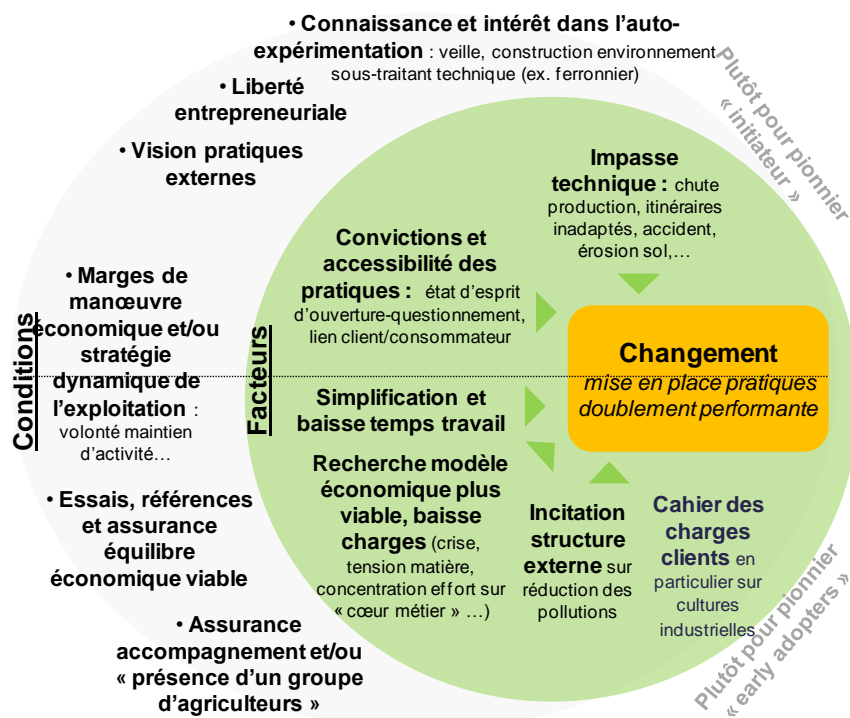 • Connaissance et intérêt dans l'auto-
expérimentation : veille, construction environnement
sous-traitant technique (ex. ferronnier)
• Liberté
entrepreneuriale
• Vision pratiques
externes
Plutôt pour pionnier
« initiateur »
Impasse
technique : chute
production, itinéraires
inadaptés, accident,
érosion sol,…
Convictions et
accessibilité des
pratiques : état d'esprit
d'ouverture-questionnement,
lien client/consommateur
Conditions
• Marges de
manœuvre
économique et/ou
stratégie
dynamique de
l'exploitation :
volonté maintien
d'activité…
Facteurs
Changement
mise en place pratiques
doublement performante
Simplification et
baisse temps travail
Recherche modèle
économique plus
viable, baisse
charges (crise,
tension matière,
concentration effort sur
« cœur métier » …)
Incitation
structure
externe sur
réduction des
pollutions
Cahier des
charges
clients en
particulier sur
cultures
industrielles
• Essais, références
et assurance
équilibre
économique viable
• Assurance
accompagnement et/ou
« présence d'un groupe
d'agriculteurs »
Plutôt pour pionnier
« early adopters »